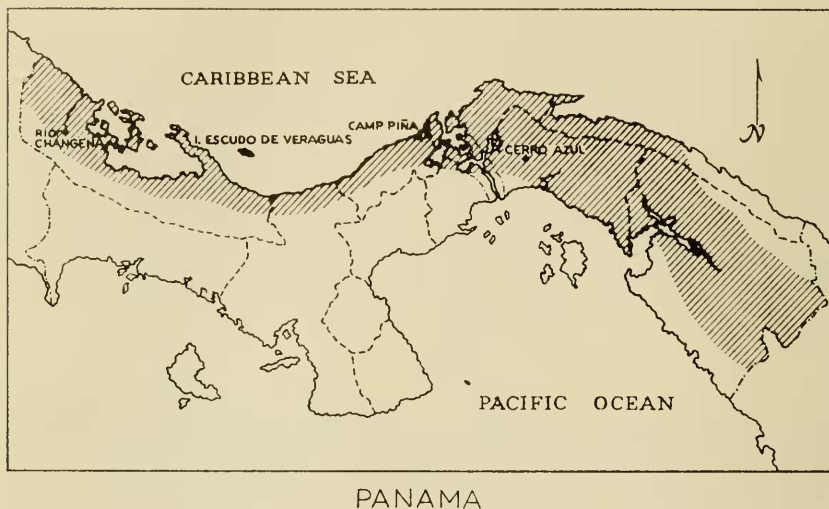 CARIBBEAN SEA
N
RIO
CHANGENA
I. ESCUDO DE VERAGUAS
CAMP PIÑA
CERRO AZUL
PACIFIC OCEAN
PANAMA